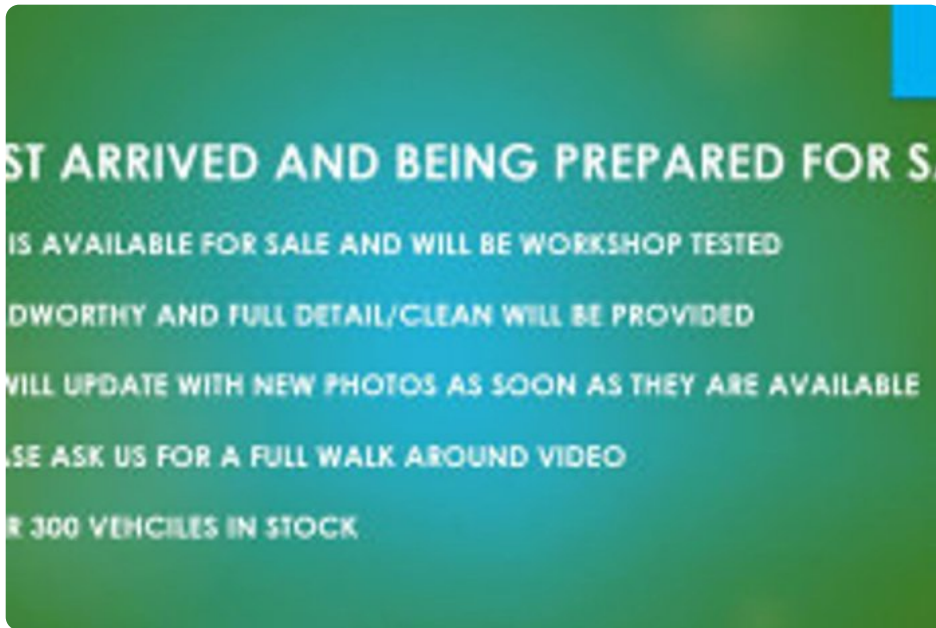 ST ARRIVED AND BEING PREPARED FOR S
IS AVAILABLE FOR SALE AND WILL BE WORKSHOP TESTED
DWORTHY AND FULL DETAIL/CLEAN WILL BE PROVIDED
WILL UPDATE WITH NEW PHOTOS AS SOON AS THEY ARE AVAILABLE
ASE ASK US FOR A FULL WALK AROUND VIDEO
R 300 VEHCILES IN STOCK